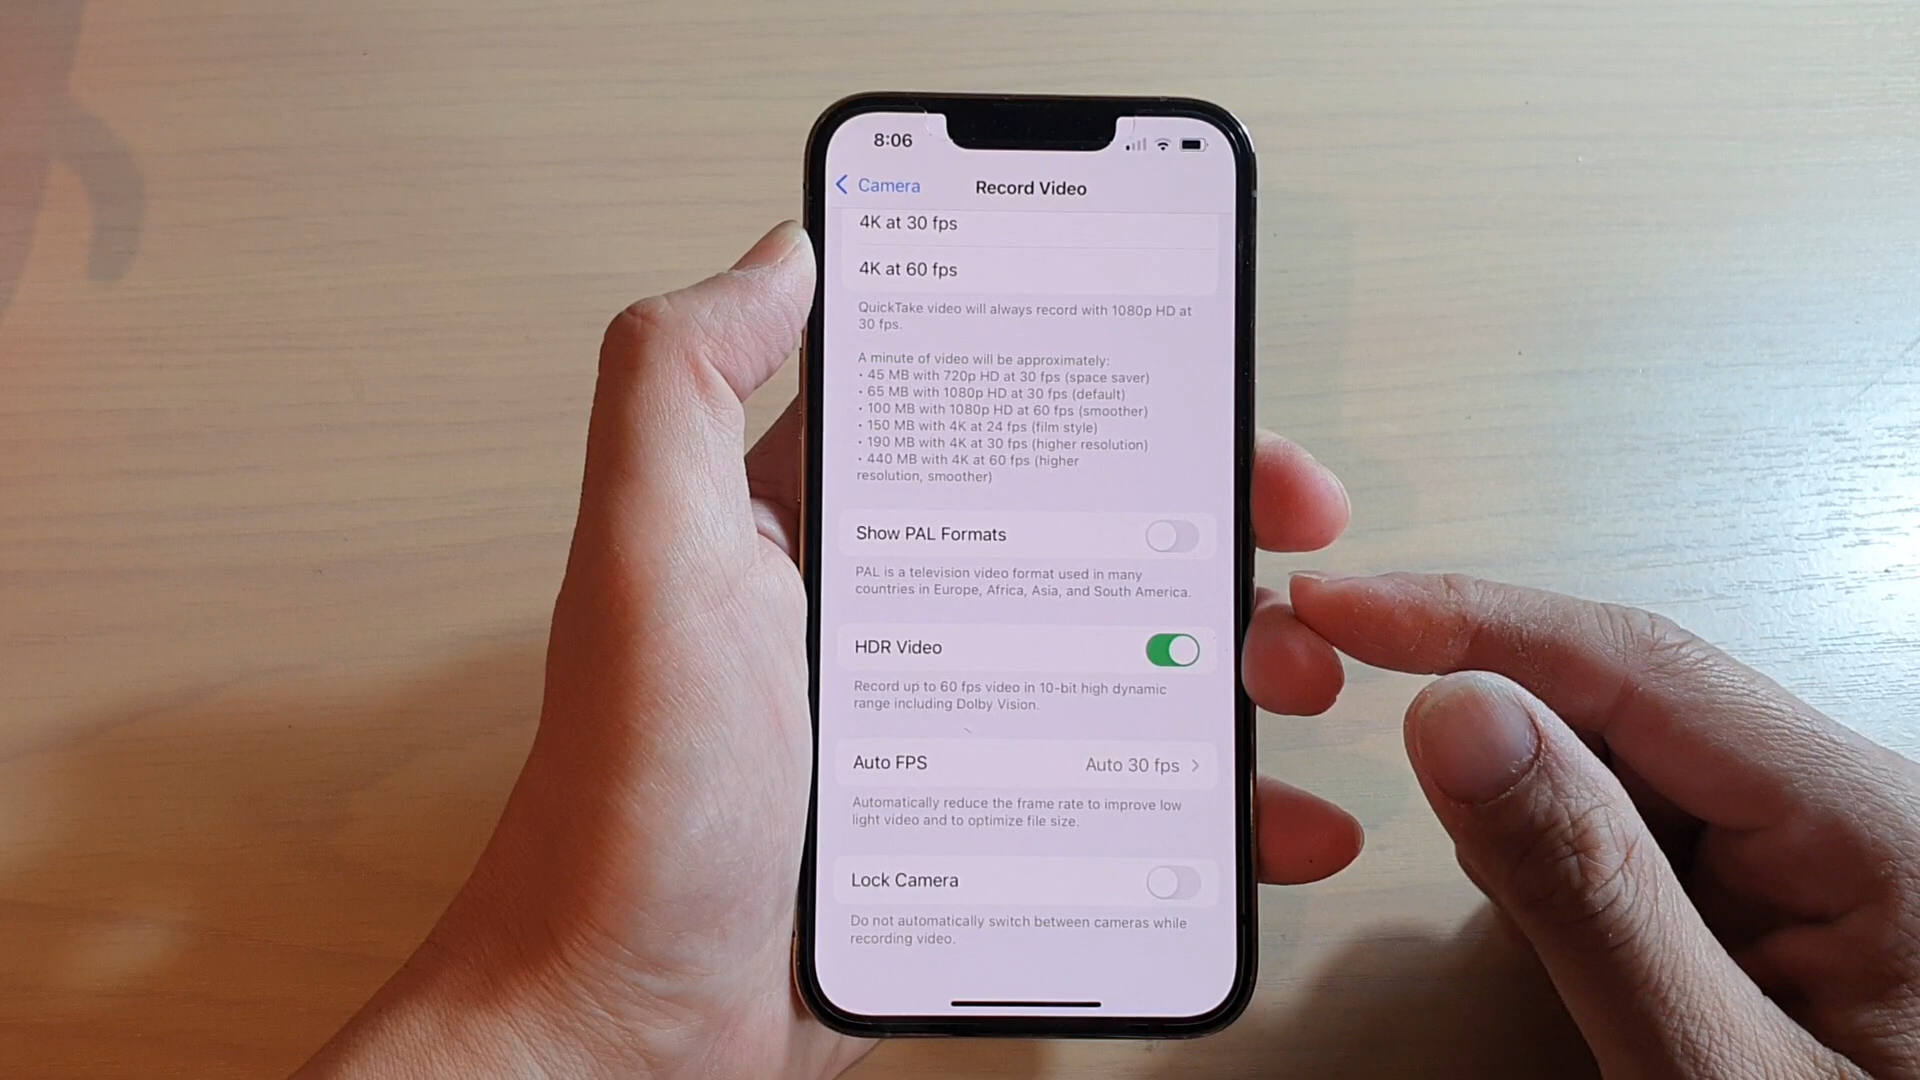 8:06
Camera
Record Video
4K at 30 fps
4K at 60 fps
QuickTake video will always record with 1080p HD at
30 fps.
A minute of video will be approximately:
• 45 MB with 720p HD at 30 fps (space saver)
• 65 MB with 1080p HD at 30 fps (default)
• 100 MB with 1080p HD at 60 fps (smoother)
• 150 MB with 4K at 24 fps (film style)
• 190 MB with 4K at 30 fps (higher resolution)
• 440 MB with 4K at 60 fps (higher
resolution, smoother)
Show PAL Formats
PAL is a television video format used in many
countries in Europe, Africa, Asia, and South America.
HDR Video
Record up to 60 fps video in 10-bit high dynamic
range including Dolby Vision.
Auto FPS Auto 30 fps
Automatically reduce the frame rate to improve low
light video and to optimize file size.
Lock Camera
Do not automatically switch between cameras while
recording video.